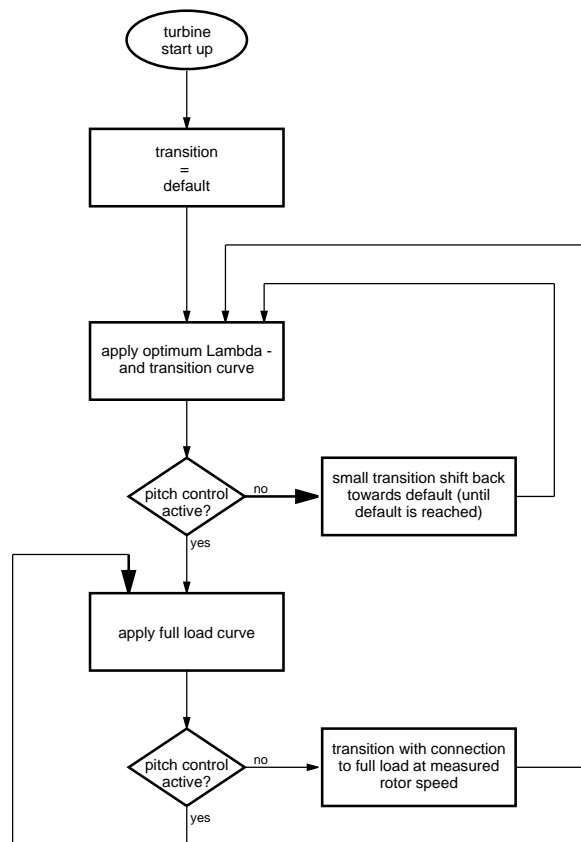 turbine
start up
transition
=
default
apply optimum Lambda -
and transition curve
pitch control
active?
no
small transition shift back
towards default (until
default is reached)
yes
apply full load curve
pitch control
active?
no
transition with connection
to full load at measured
rotor speed
yes